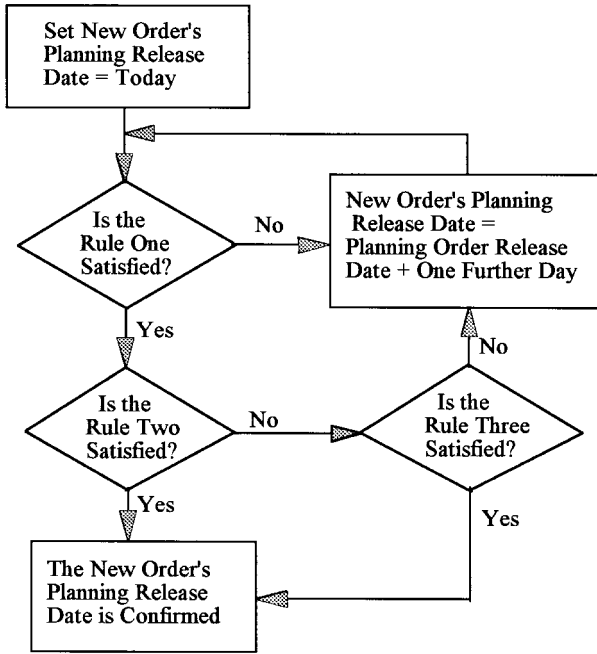 Set New Order's
Planning Release
Date = Today
Is the
Rule One
Satisfied?
No
New Order's Planning
Release Date =
Planning Order Release
Date + One Further Day
Yes
No
Is the
Rule Two
Satisfied?
No
Is the
Rule Three
Satisfied?
Yes
Yes
The New Order's
Planning Release
Date is Confirmed